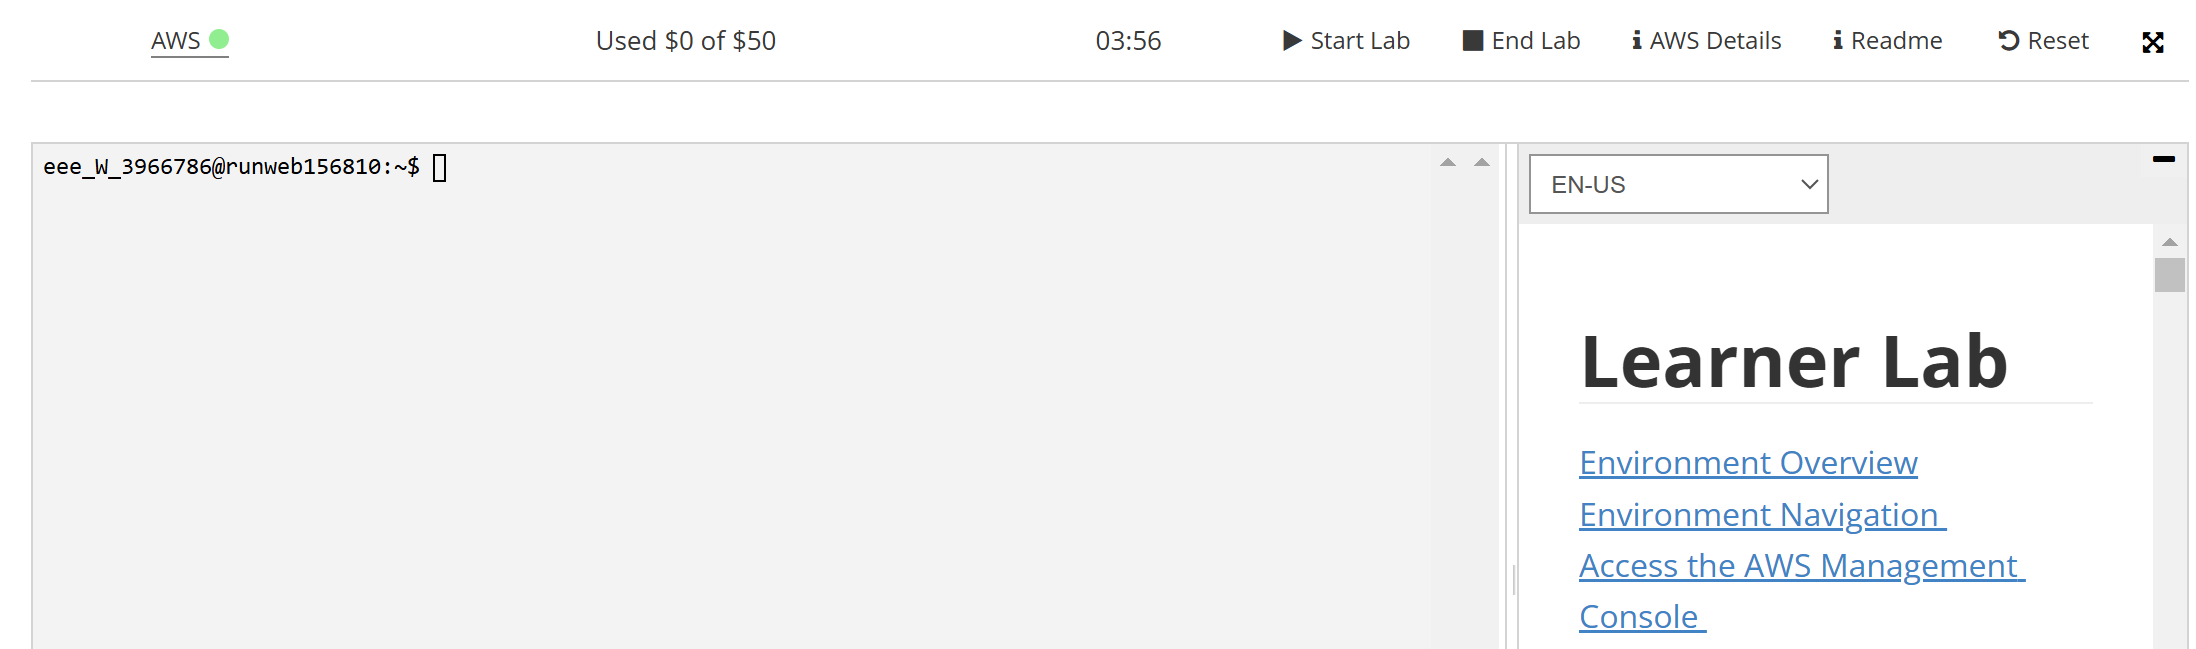 AWS Used $0 of $50 03:56 Start Lab End Lab AWS Details Readme Reset
eee_W_3966786@runweb156810:~$
EN-US
Learner Lab
Environment Overview
Environment Navigation
Access the AWS Management
Console